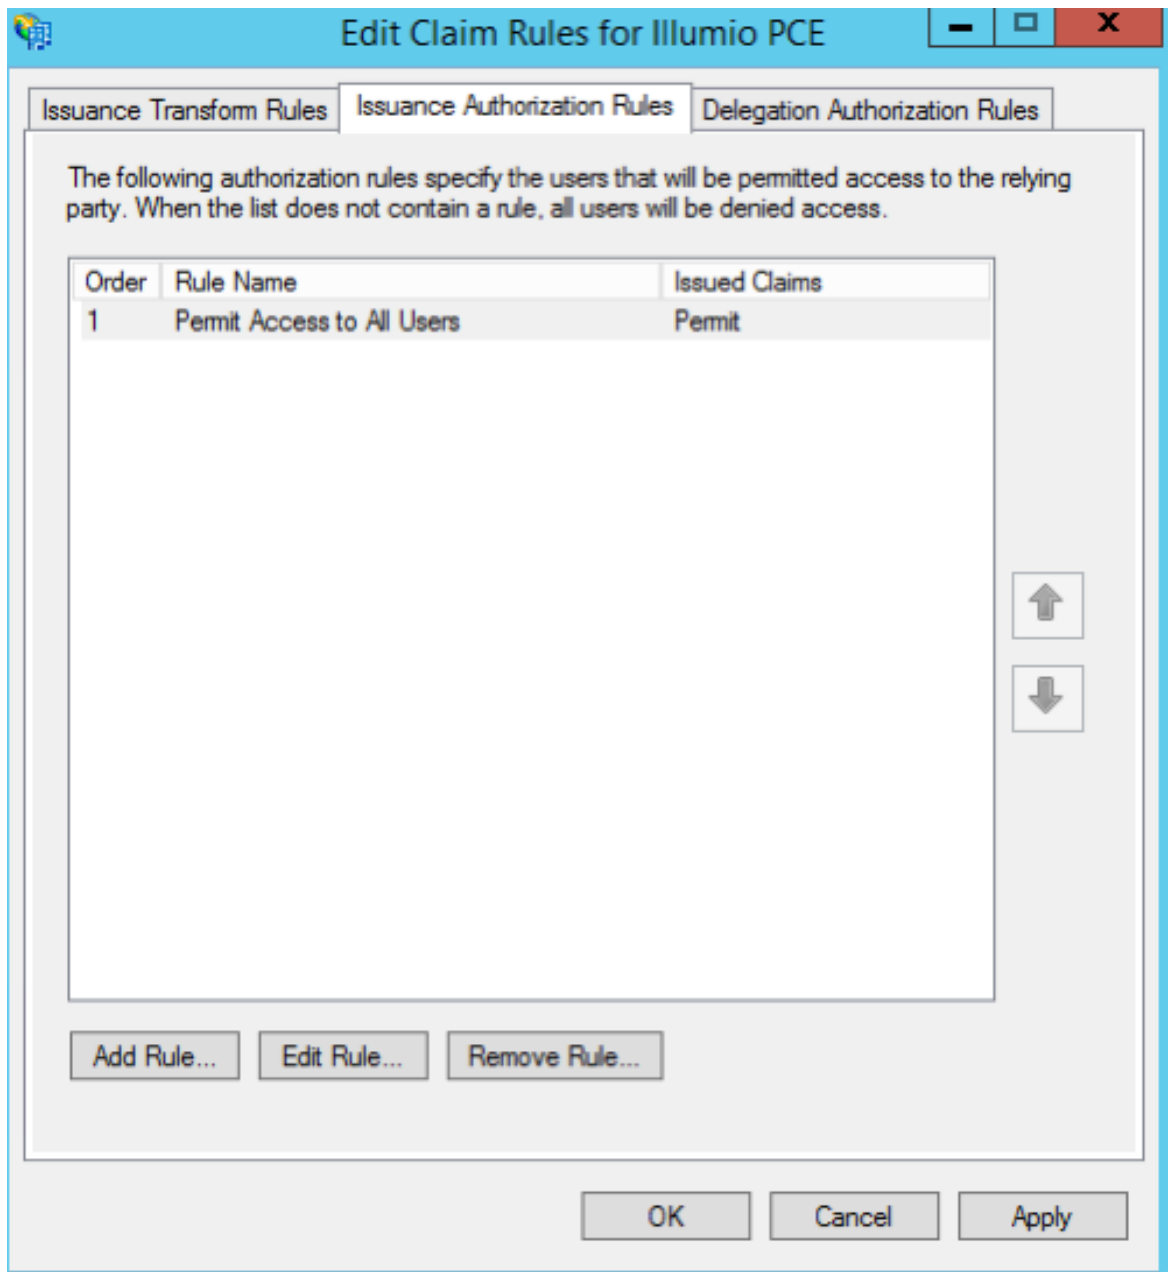 Edit Claim Rules for Illumio PCE
Issuance Transform Rules Issuance Authorization Rules Delegation Authorization Rules
The following authorization rules specify the users that will be permitted access to the relying
party. When the list does not contain a rule, all users will be denied access.
Order Rule Name Issued Claims
1 Permit Access to All Users Permit
Add Rule... Edit Rule... Remove Rule...
OK Cancel Apply